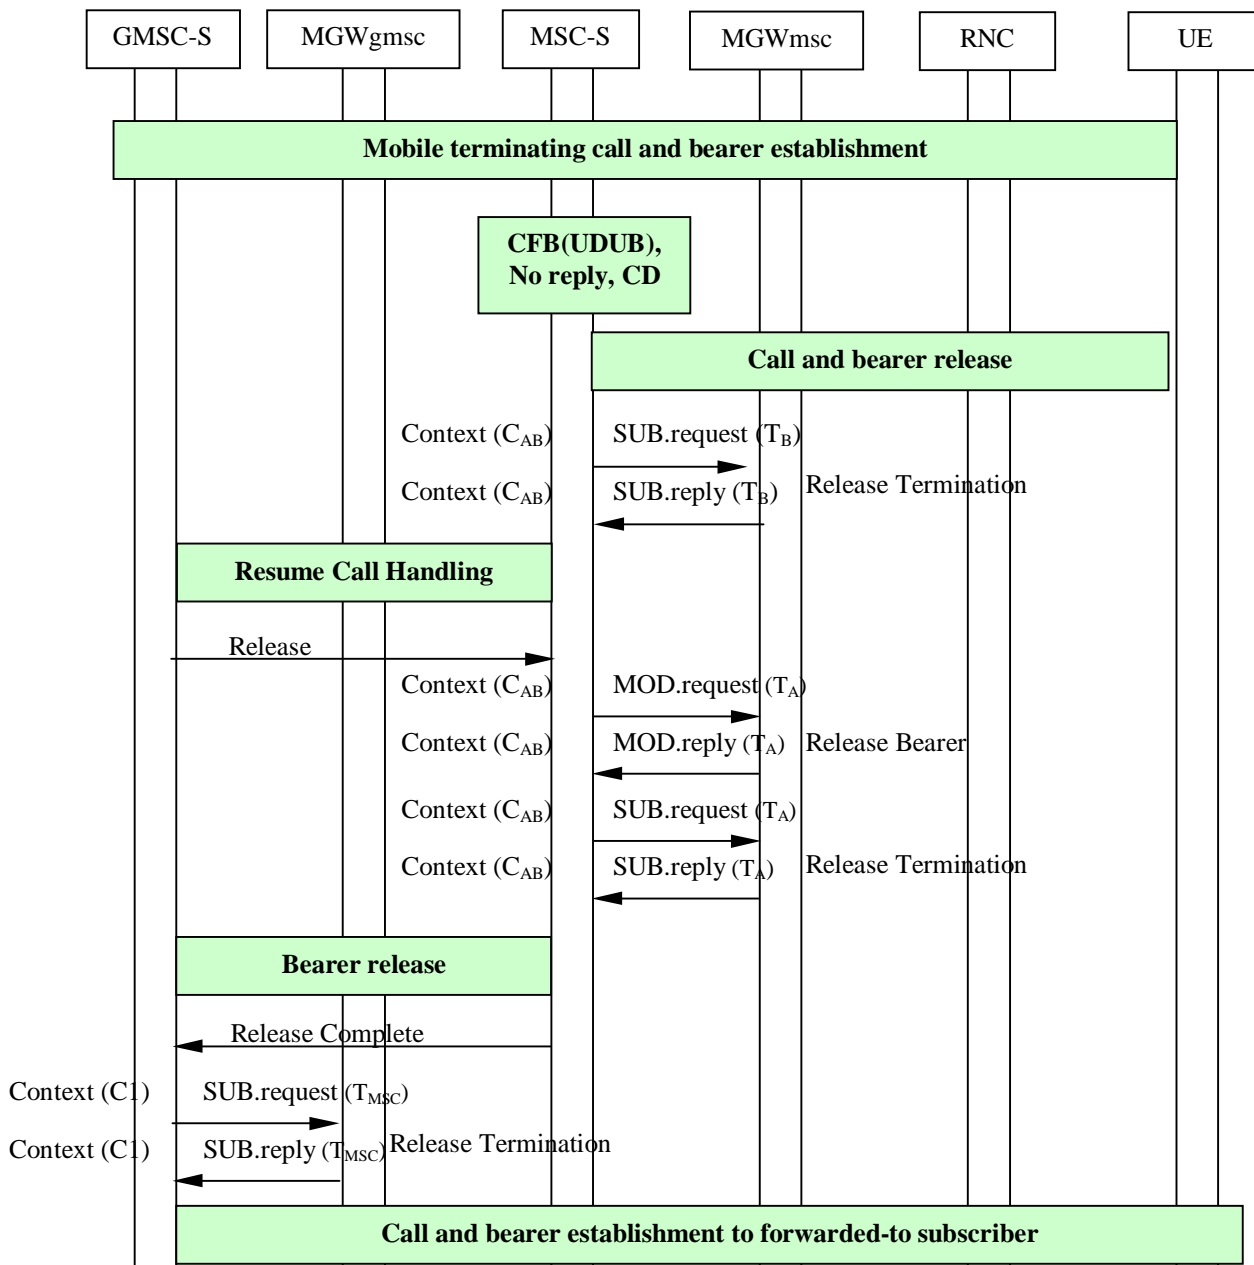 GMSC-S MGWgmsc MSC-S MGWmsc RNC UE
Mobile terminating call and bearer establishment
CFB(UDUB),
No reply, CD
Call and bearer release
Context (CAB) SUB.request (TB)
Context (CAB) SUB.reply (TB) Release Termination
Resume Call Handling
Release
Context (CAB) MOD.request (TA)
Context (CAB) MOD.reply (TA) Release Bearer
Context (CAB) SUB.request (TA)
Context (CAB) SUB.reply (TA) Release Termination
Bearer release
Release Complete
Context (C1) SUB.request (TMSC)
Context (C1) SUB.reply (TMSC) Release Termination
Call and bearer establishment to forwarded-to subscriber